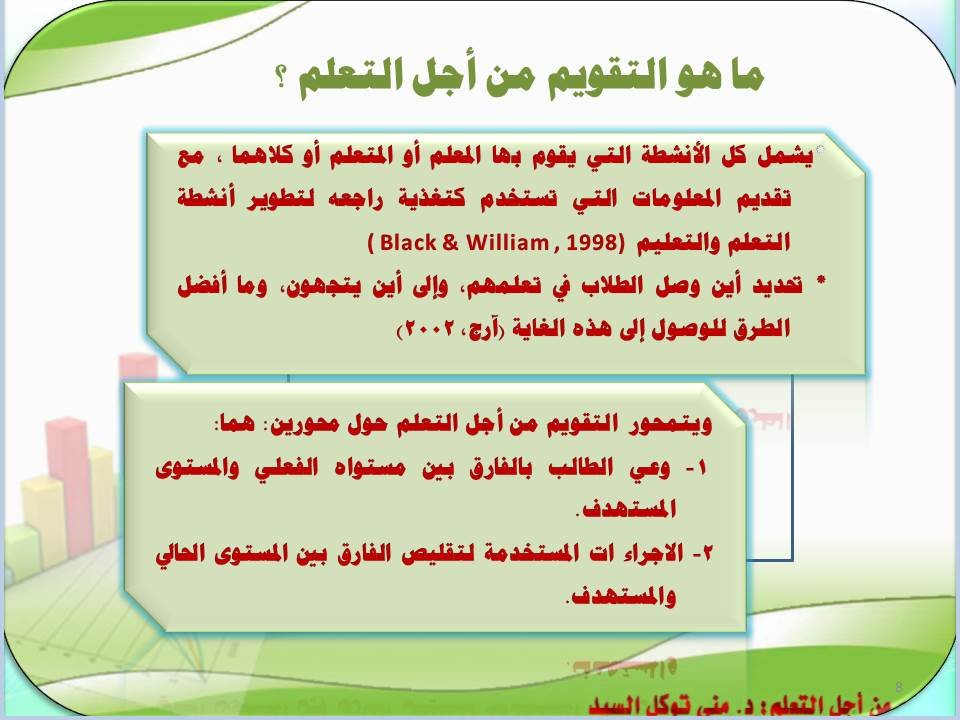 ما هو التقويم من أجل التعلم ؟
*يشمل كل الأنشطة التي يقوم بها المعلم أو المتعلم أو كلاهما ، مع
تقديم المعلومات التي تستخدم كتغذية راجعه لتطوير أنشطة
التعلم والتعليم (Black & William , 1998 )
* تحديد أين وصل الطلاب في تعلمهم، وإلى أين يتجهون، وما أفضل
الطرق للوصول إلى هذه الغاية (آرج، ٢٠٠٢)
ويتمحور التقويم من أجل التعلم حول محورين: هما:
١- وعي الطالب بالفارق بين مستواه الفعلي والمستوى
المستهدف.
٢- الاجراء ات المستخدمة لتقليص الفارق بين المستوى الحالي
والمستهدف.
8
من أجل التعلم: د. منى توكل السيد